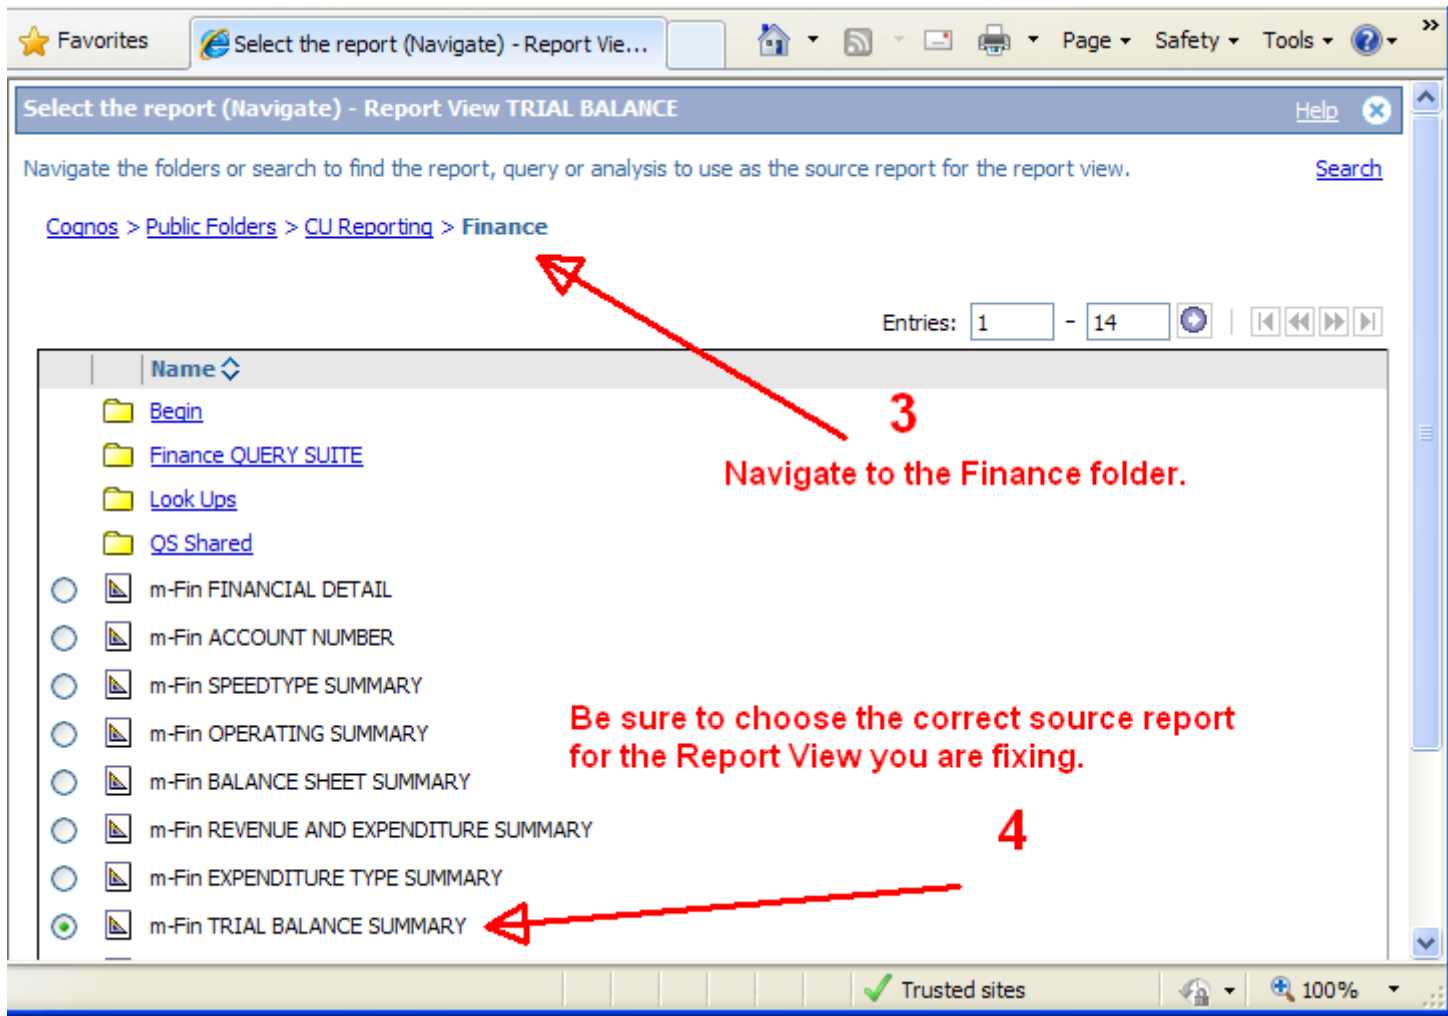 Favorites
Select the report (Navigate) - Report Vie...
Page
Safety
Tools
?
»
Select the report (Navigate) - Report View TRIAL BALANCE
Help
Navigate the folders or search to find the report, query or analysis to use as the source report for the report view.
Search
Cognos > Public Folders > CU Reporting > Finance
Entries: 1 - 14
Name
Begin
3
Finance QUERY SUITE
Navigate to the Finance folder.
Look Ups
QS Shared
m-Fin FINANCIAL DETAIL
m-Fin ACCOUNT NUMBER
m-Fin SPEEDTYPE SUMMARY
Be sure to choose the correct source report
for the Report View you are fixing.
m-Fin OPERATING SUMMARY
m-Fin BALANCE SHEET SUMMARY
m-Fin REVENUE AND EXPENDITURE SUMMARY
4
m-Fin EXPENDITURE TYPE SUMMARY
m-Fin TRIAL BALANCE SUMMARY
Trusted sites
100%